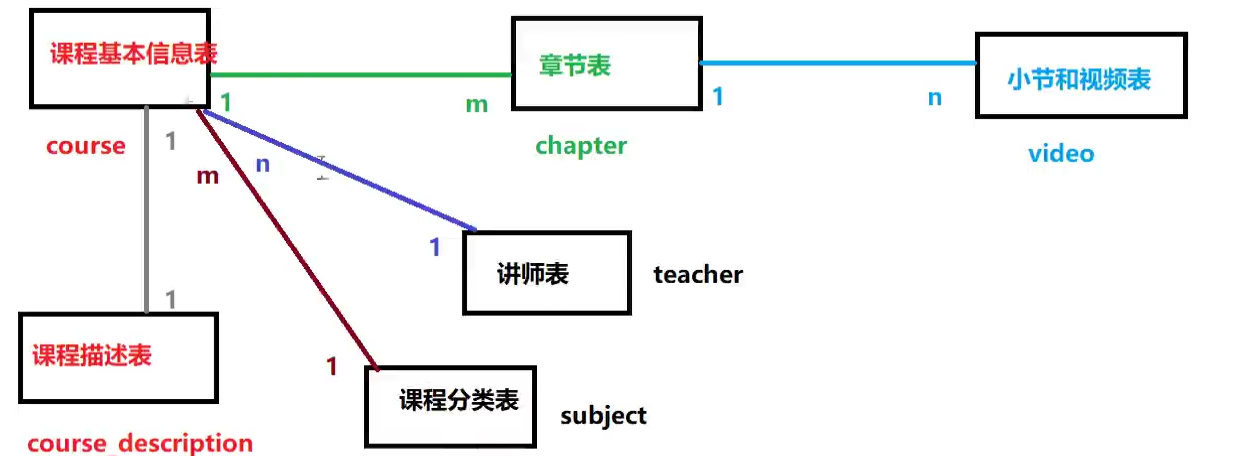 课程基本信息表
章节表
小节和视频表
1
m
1
n
course
1
chapter
video
m
n
1
讲师表
teacher
1
课程描述表
1
课程分类表
subject
course_description